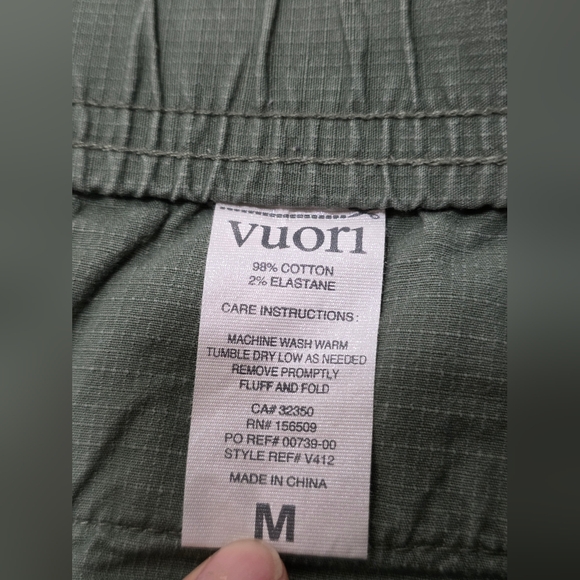 vuori
98% COTTON
2% ELASTANE
CARE INSTRUCTIONS:
MACHINE WASH WARM
TUMBLE DRY LOW AS NEEDED
REMOVE PROMPTLY
FLUFF AND FOLD
CA# 32350
RN# 156509
PO REF# 00739-00
STYLE REF# V412
MADE IN CHINA
M